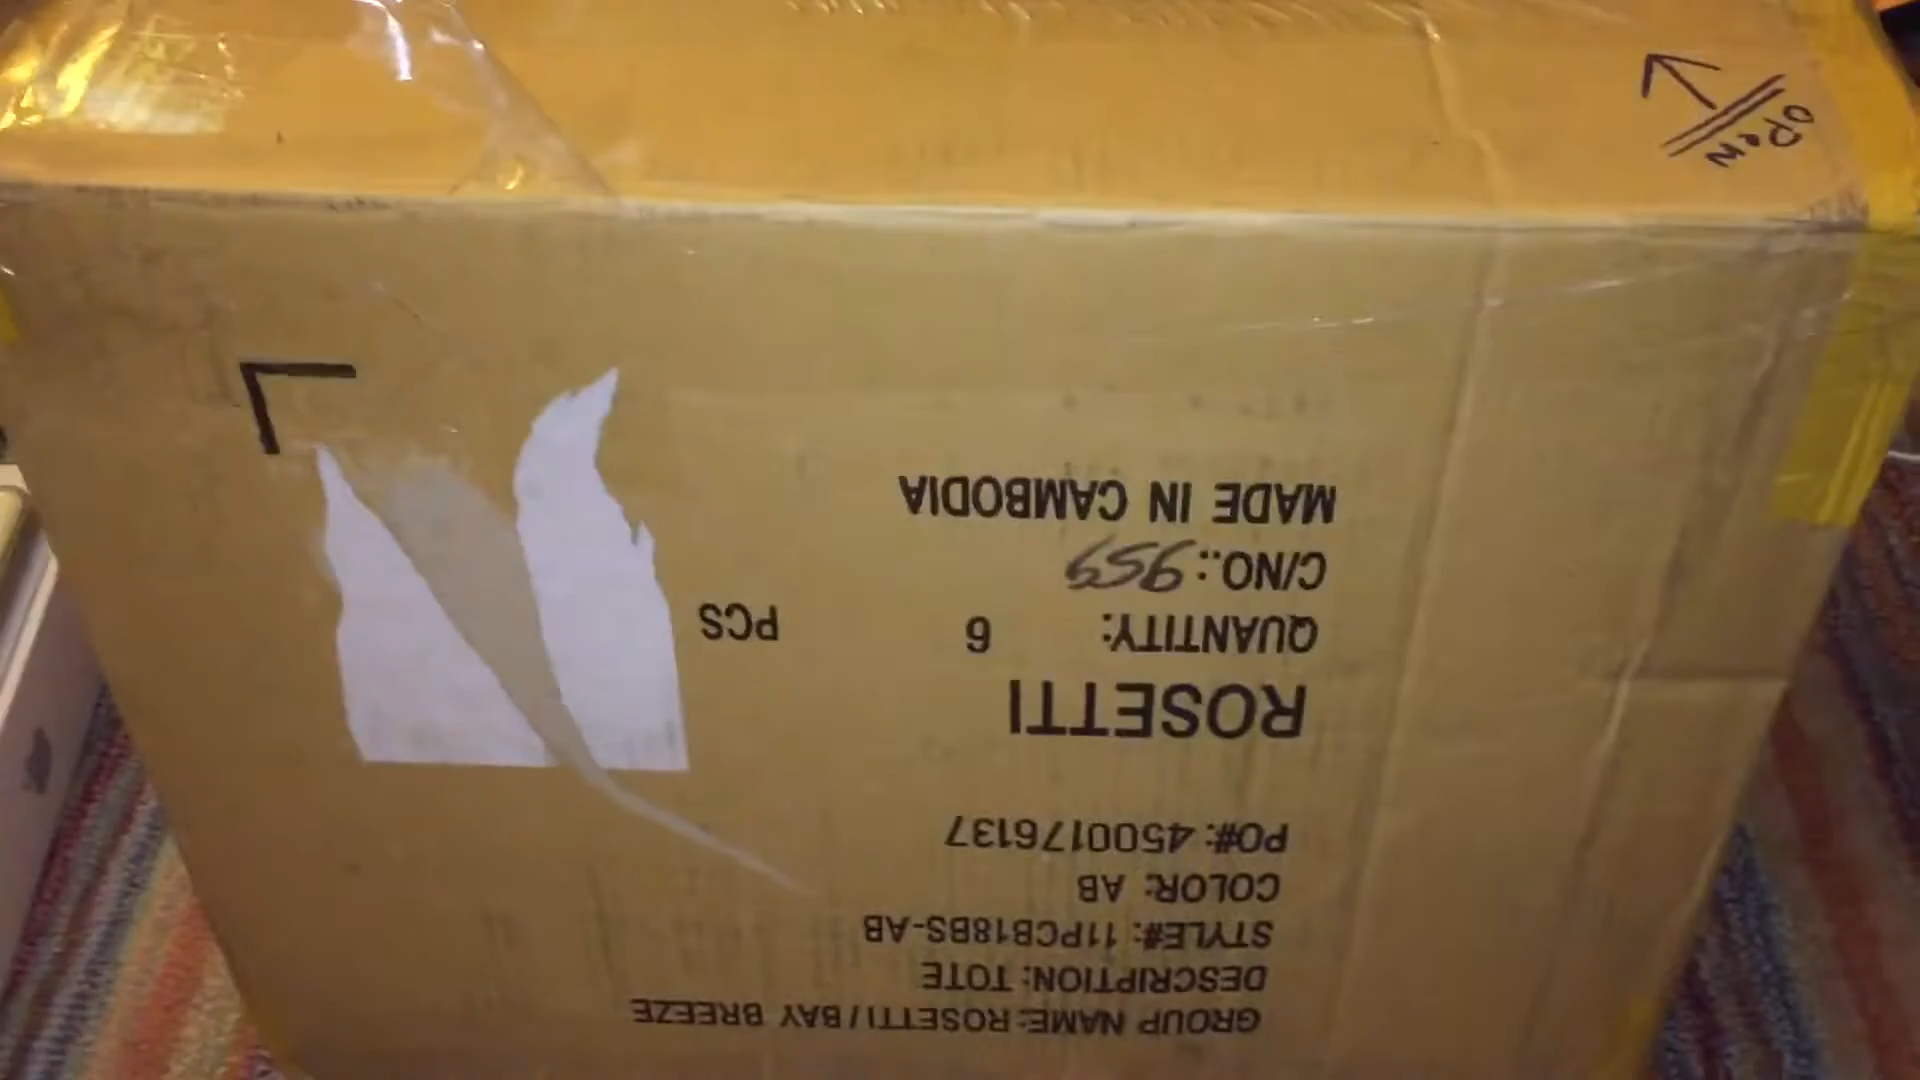 GROUP NAME:ROSETTI/BAY BREEZE
DESCRIPTION: TOTE
STYLE#: 11PCB18BS-AB
COLOR: AB
PO#: 4500176137
ROSETTI
QUANTITY: 6 PCS
C/NO.: 959
MADE IN CAMBODIA